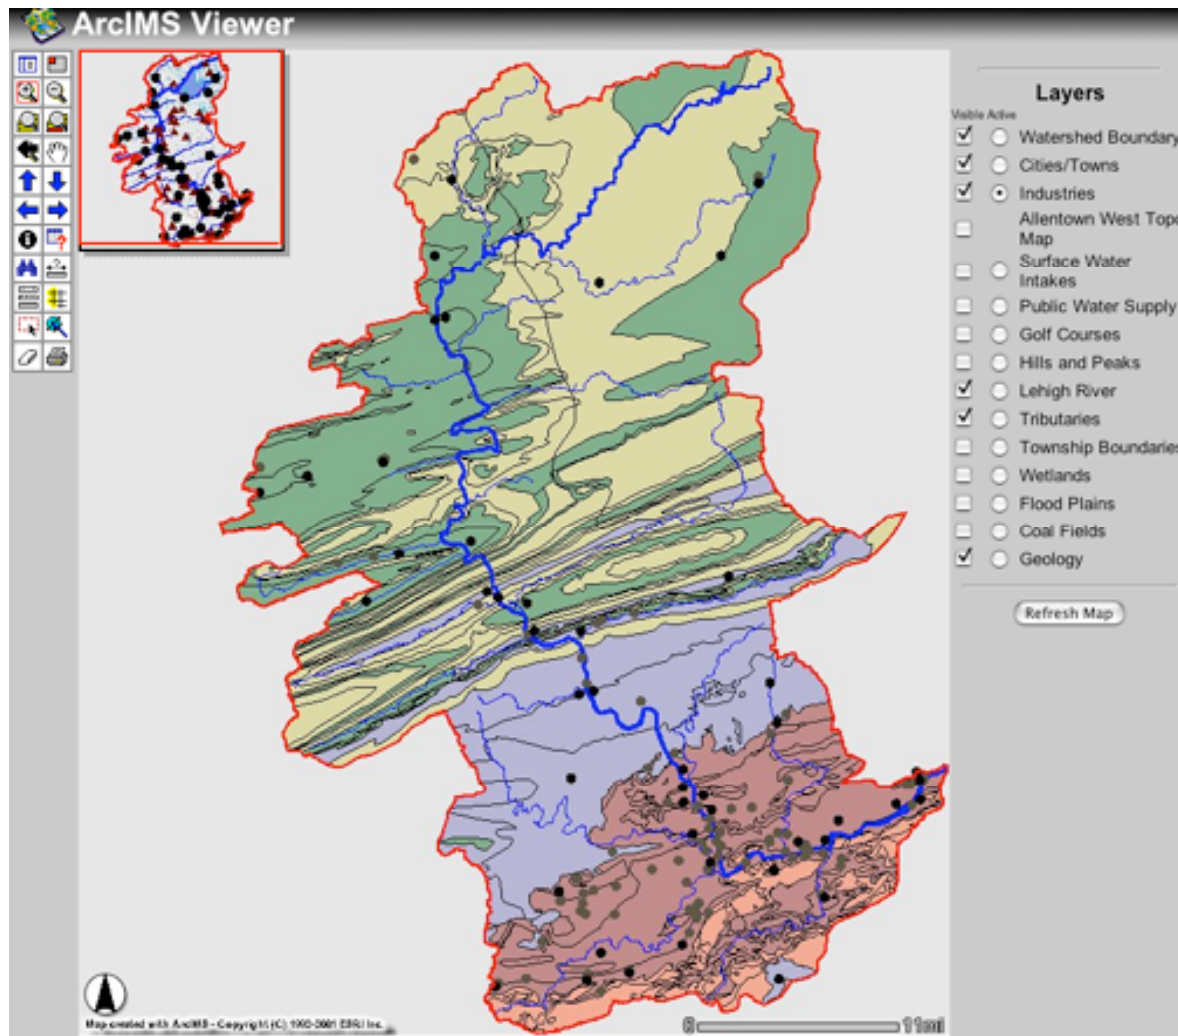 ArcIMS Viewer
Layers
Visible Active
Watershed Boundary
Cities/Towns
Industries
Allentown West Topo
Map
Surface Water
Intakes
Public Water Supply
Golf Courses
Hills and Peaks
Lehigh River
Tributaries
Township Boundaries
Wetlands
Flood Plains
Coal Fields
Geology
Refresh Map
Map created with ArcIMS - Copyright (C) 1992-2001 ESRI Inc.
0 11mi